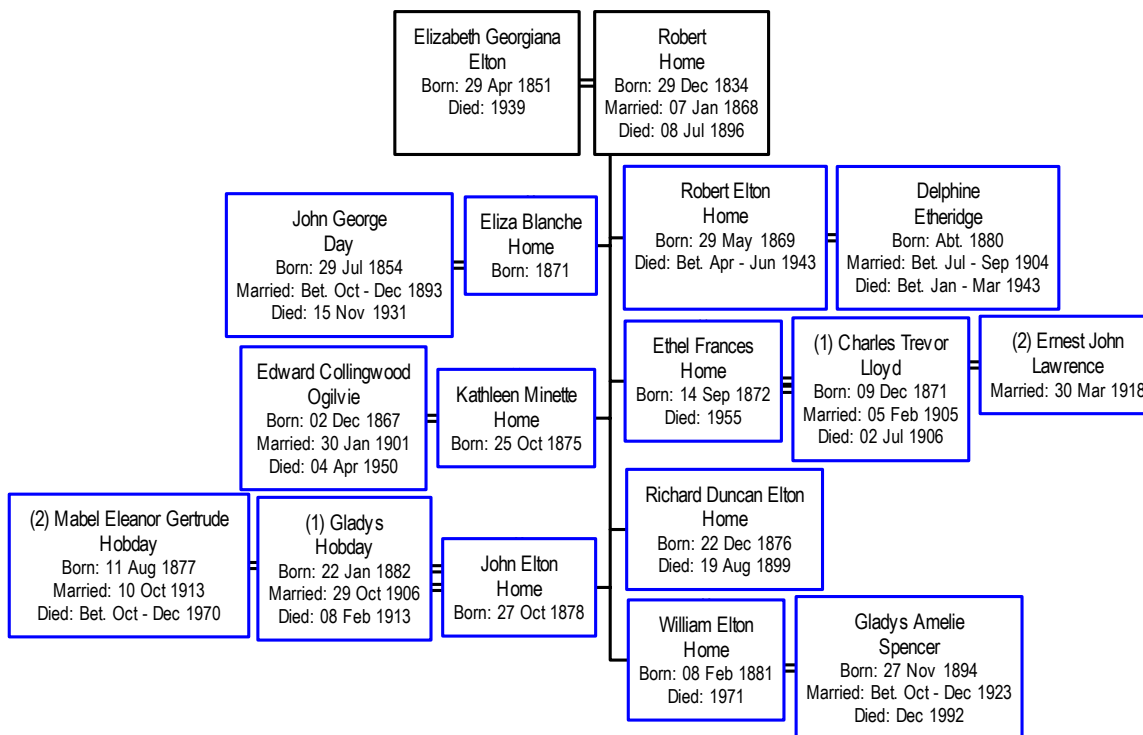 Elizabeth Georgiana
Elton
Born: 29 Apr 1851
Died: 1939
Robert
Home
Born: 29 Dec 1834
Married: 07 Jan 1868
Died: 08 Jul 1896
John George
Day
Born: 29 Jul 1854
Married: Bet. Oct - Dec 1893
Died: 15 Nov 1931
Eliza Blanche
Home
Born: 1871
Robert Elton
Home
Born: 29 May 1869
Died: Bet. Apr - Jun 1943
Delphine
Etheridge
Born: Abt. 1880
Married: Bet. Jul - Sep 1904
Died: Bet. Jan - Mar 1943
Edward Collingwood
Ogilvie
Born: 02 Dec 1867
Married: 30 Jan 1901
Died: 04 Apr 1950
Kathleen Minette
Home
Born: 25 Oct 1875
Ethel Frances
Home
Born: 14 Sep 1872
Died: 1955
(1) Charles Trevor
Lloyd
Born: 09 Dec 1871
Married: 05 Feb 1905
Died: 02 Jul 1906
(2) Ernest John
Lawrence
Married: 30 Mar 1918
(2) Mabel Eleanor Gertrude
Hobday
Born: 11 Aug 1877
Married: 10 Oct 1913
Died: Bet. Oct - Dec 1970
(1) Gladys
Hobday
Born: 22 Jan 1882
Married: 29 Oct 1906
Died: 08 Feb 1913
John Elton
Home
Born: 27 Oct 1878
Richard Duncan Elton
Home
Born: 22 Dec 1876
Died: 19 Aug 1899
William Elton
Home
Born: 08 Feb 1881
Died: 1971
Gladys Amelie
Spencer
Born: 27 Nov 1894
Married: Bet. Oct - Dec 1923
Died: Dec 1992